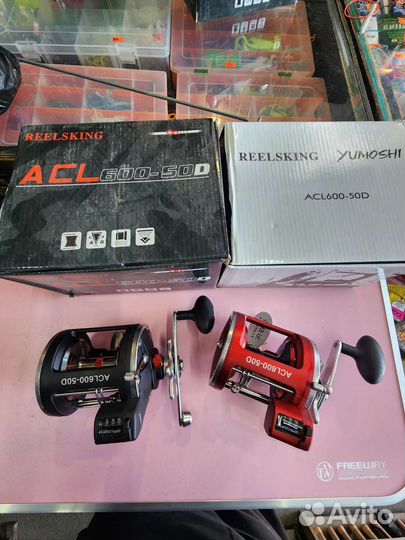 REELSKING
ACL600-50D
REELSKING YUMOSHI
ACL600-50D
ACL600-50D
ACL600-50D
FREEWAY
Avito